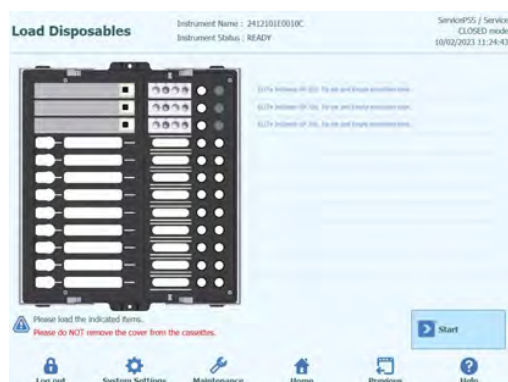 Load Disposables
Instrument Name : 2412101E0010C
Instrument Status : READY
ServicePSS / Service
CLOSED mode
10/02/2023 11:24:43
Please load the indicated items.
Please do NOT remove the cover from the cassettes.
Start
Log out
System Settings
Maintenance
Home
Previous
Help